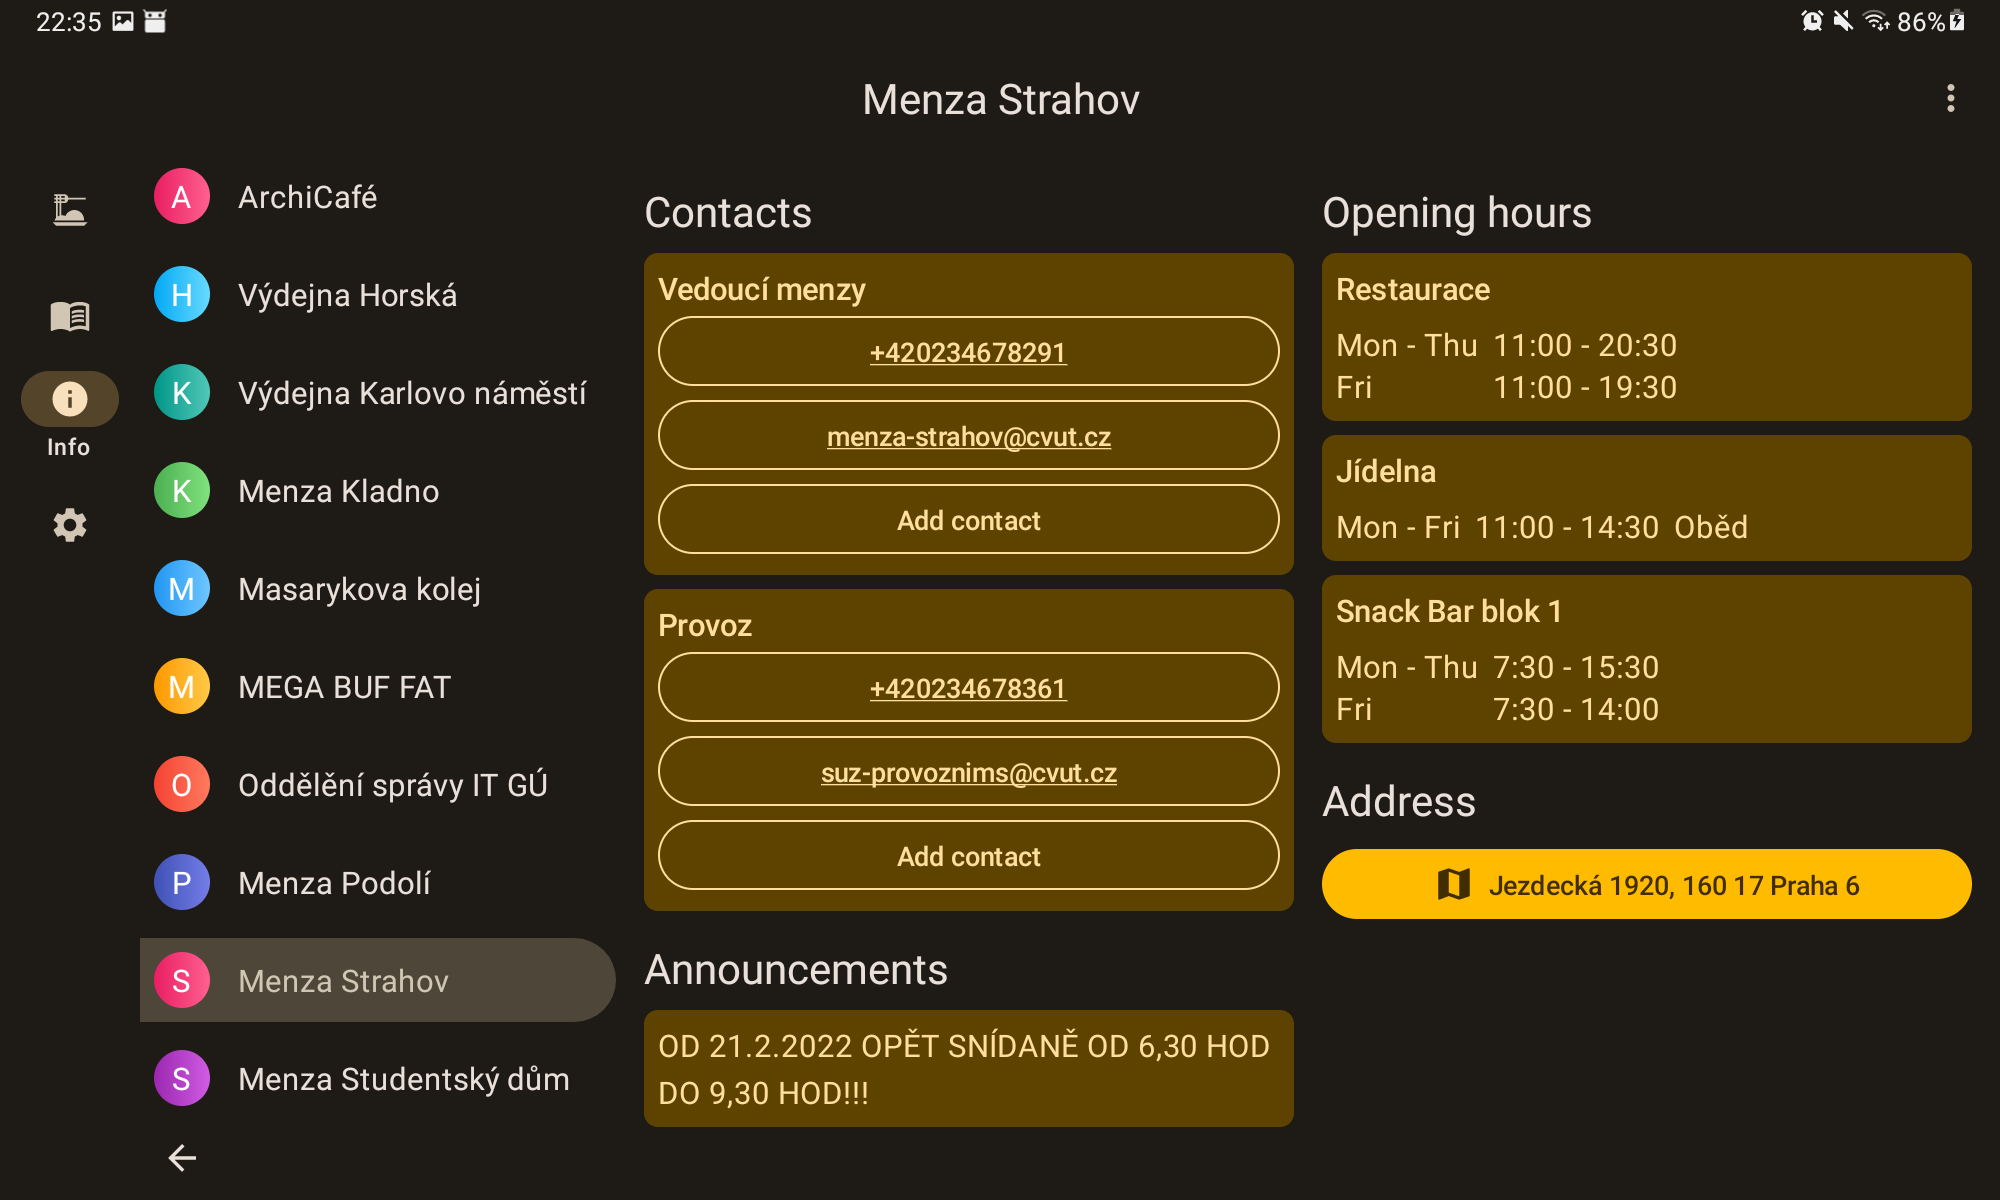 22:35
86%
Menza Strahov
Info
A ArchiCafé
H Výdejna Horská
K Výdejna Karlovo náměstí
K Menza Kladno
M Masarykova kolej
M MEGA BUF FAT
O Oddělění správy IT GÚ
P Menza Podolí
S Menza Strahov
S Menza Studentský dům
Contacts
Vedoucí menzy
+420234678291
menza-strahov@cvut.cz
Add contact
Provoz
+420234678361
suz-provoznims@cvut.cz
Add contact
Announcements
OD 21.2.2022 OPĚT SNÍDANĚ OD 6,30 HOD
DO 9,30 HOD!!!
Opening hours
Restaurace
Mon - Thu 11:00 - 20:30
Fri 11:00 - 19:30
Jídelna
Mon - Fri 11:00 - 14:30 Oběd
Snack Bar blok 1
Mon - Thu 7:30 - 15:30
Fri 7:30 - 14:00
Address
Jezdecká 1920, 160 17 Praha 6